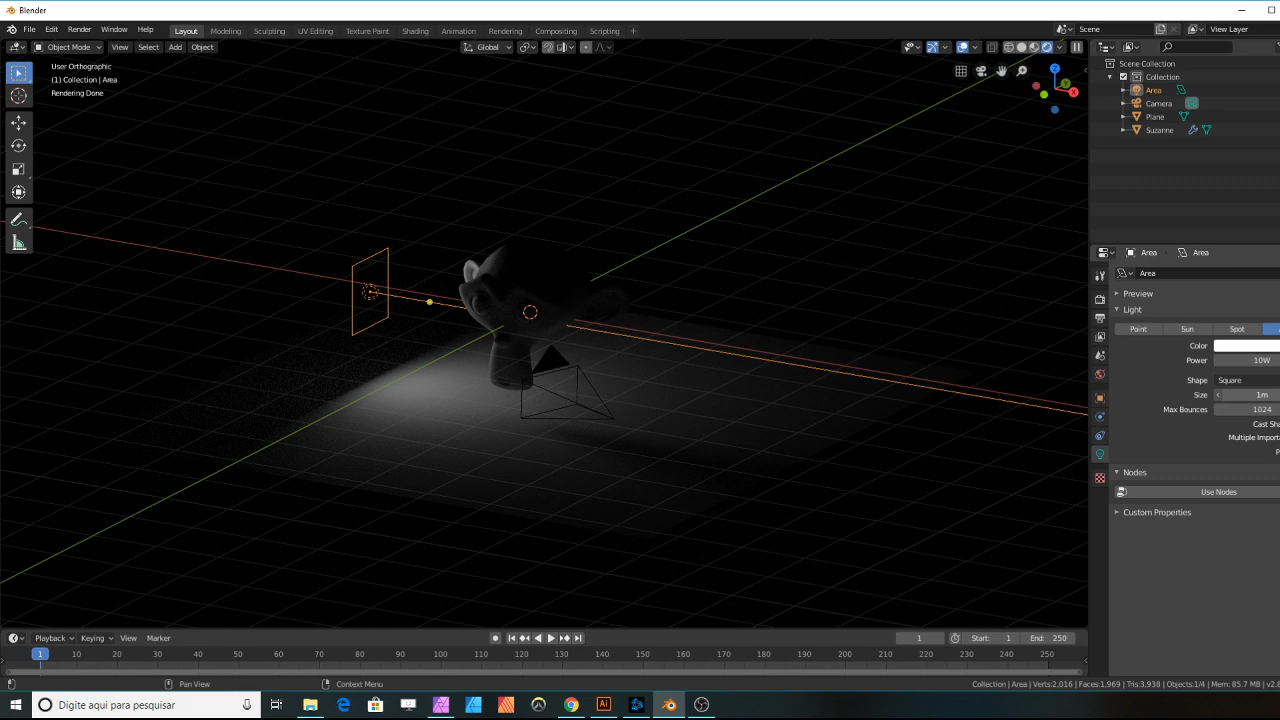 Blender
File Edit Render Window Help Layout Modeling Sculpting UV Editing Texture Paint Shading Animation Rendering Compositing Scripting + Scene View Layer
Object Mode View Select Add Object Global
User Orthographic
(1) Collection | Area
Rendering Done
Z
Y
X
Scene Collection
Collection
Area
Camera
Plane
Suzanne
Area Area
Area
Preview
Light
Point Sun Spot
Color
Power 10W
Shape Square
Size 1m
Max Bounces 1024
Cast Sha
Multiple Importa
P
Nodes
Use Nodes
Custom Properties
Playback Keying View Marker 1 Start: 1 End: 250
1 10 20 30 40 50 60 70 80 90 100 110 120 130 140 150 160 170 180 190 200 210 220 230 240 250
Pan View Context Menu Collection | Area | Verts:2,016 | Faces:1,969 | Tris:3,938 | Objects:1/4 | Mem: 85.7 MB | v2.8
Digite aqui para pesquisar Ai